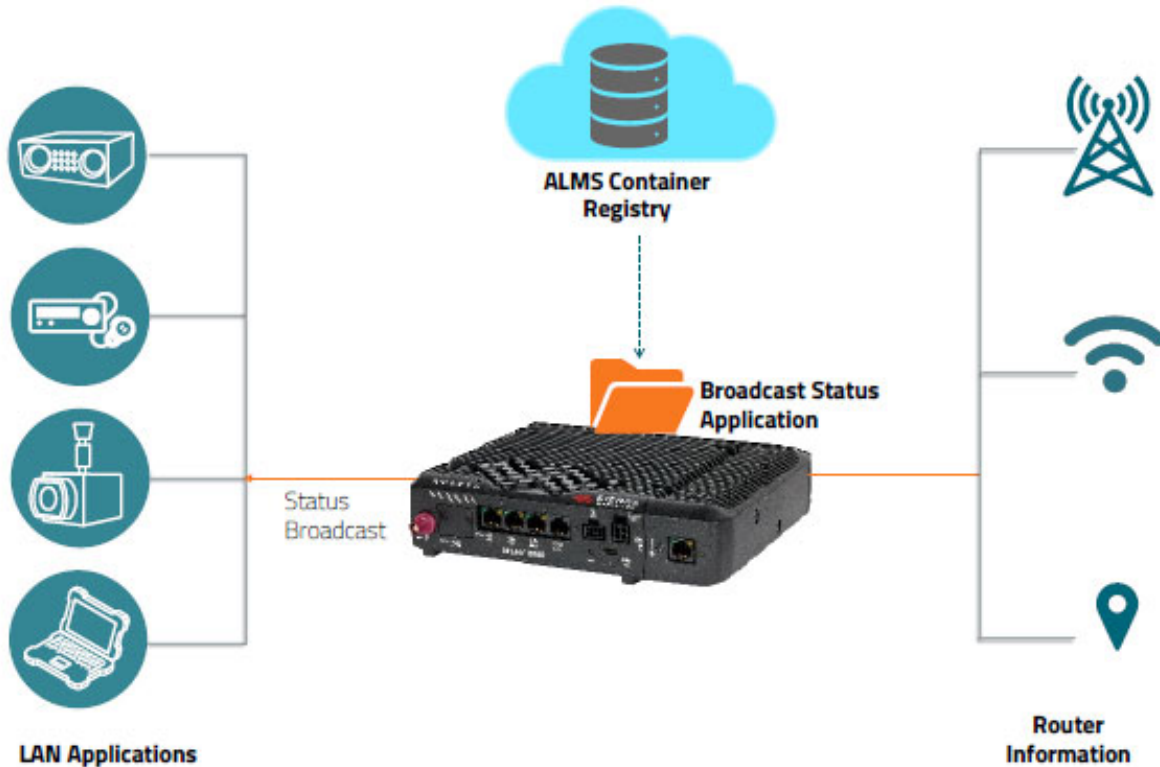 ALMS Container
Registry
Broadcast Status
Application
Status
Broadcast
LAN Applications
Router
Information